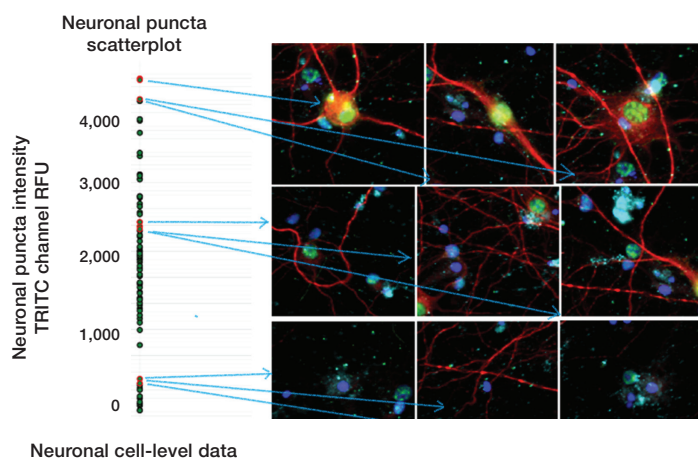 Neuronal puncta
scatterplot
Neuronal puncta intensity
TRITC channel RFU
4,000
3,000
2,000
1,000
0
Neuronal cell-level data